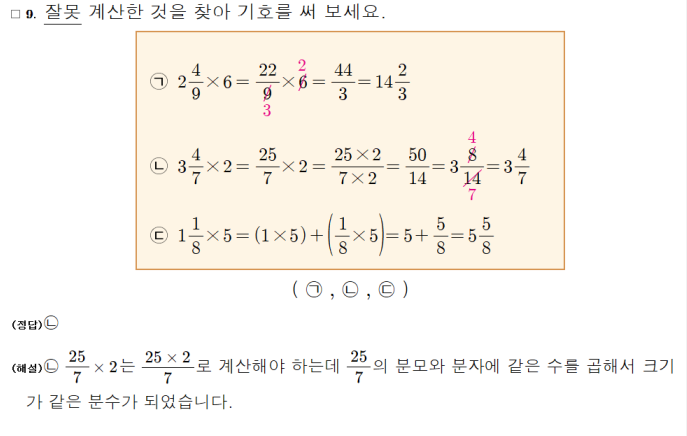 □ 9. 잘못 계산한 것을 찾아 기호를 써 보세요.
㉠ 2 4/9 × 6 = 22/9 × 6 = 44/3 = 14 2/3 (9 → 3, 6 → 2)
㉡ 3 4/7 × 2 = 25/7 × 2 = (25×2)/(7×2) = 50/14 = 3 8/14 = 3 4/7 (8 → 4, 14 → 7)
㉢ 1 1/8 × 5 = (1×5) + (1/8 × 5) = 5 + 5/8 = 5 5/8
( ㉠ , ㉡ , ㉢ )
(정답) ㉡
(해설) ㉡ 25/7 × 2는 (25 × 2)/7 로 계산해야 하는데 25/7 의 분모와 분자에 같은 수를 곱해서 크기
가 같은 분수가 되었습니다.